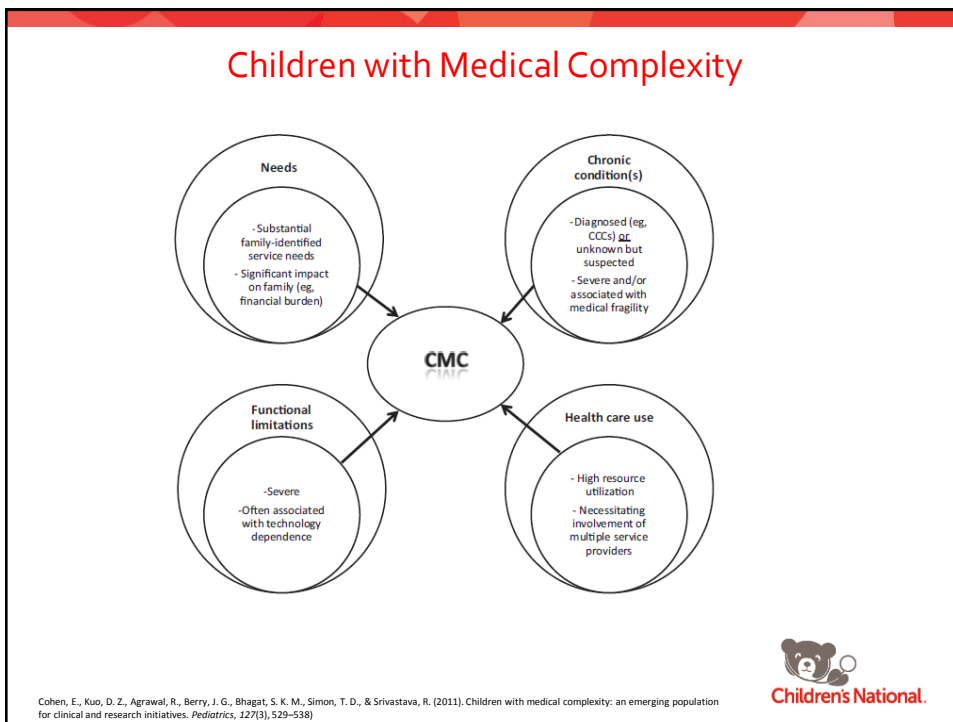 Children with Medical Complexity
Needs
-Substantial
family-identified
service needs
- Significant impact
on family (eg,
financial burden)
Chronic
condition(s)
-Diagnosed (eg,
CCCs) or
unknown but
suspected
-Severe and/or
associated with
medical fragility
CMC
Functional
limitations
-Severe
-Often associated
with technology
dependence
Health care use
- High resource
utilization
- Necessitating
involvement of
multiple service
providers
Cohen, E., Kuo, D. Z., Agrawal, R., Berry, J. G., Bhagat, S. K. M., Simon, T. D., & Srivastava, R. (2011). Children with medical complexity: an emerging population
for clinical and research initiatives. Pediatrics, 127(3), 529–538)
Children's National.